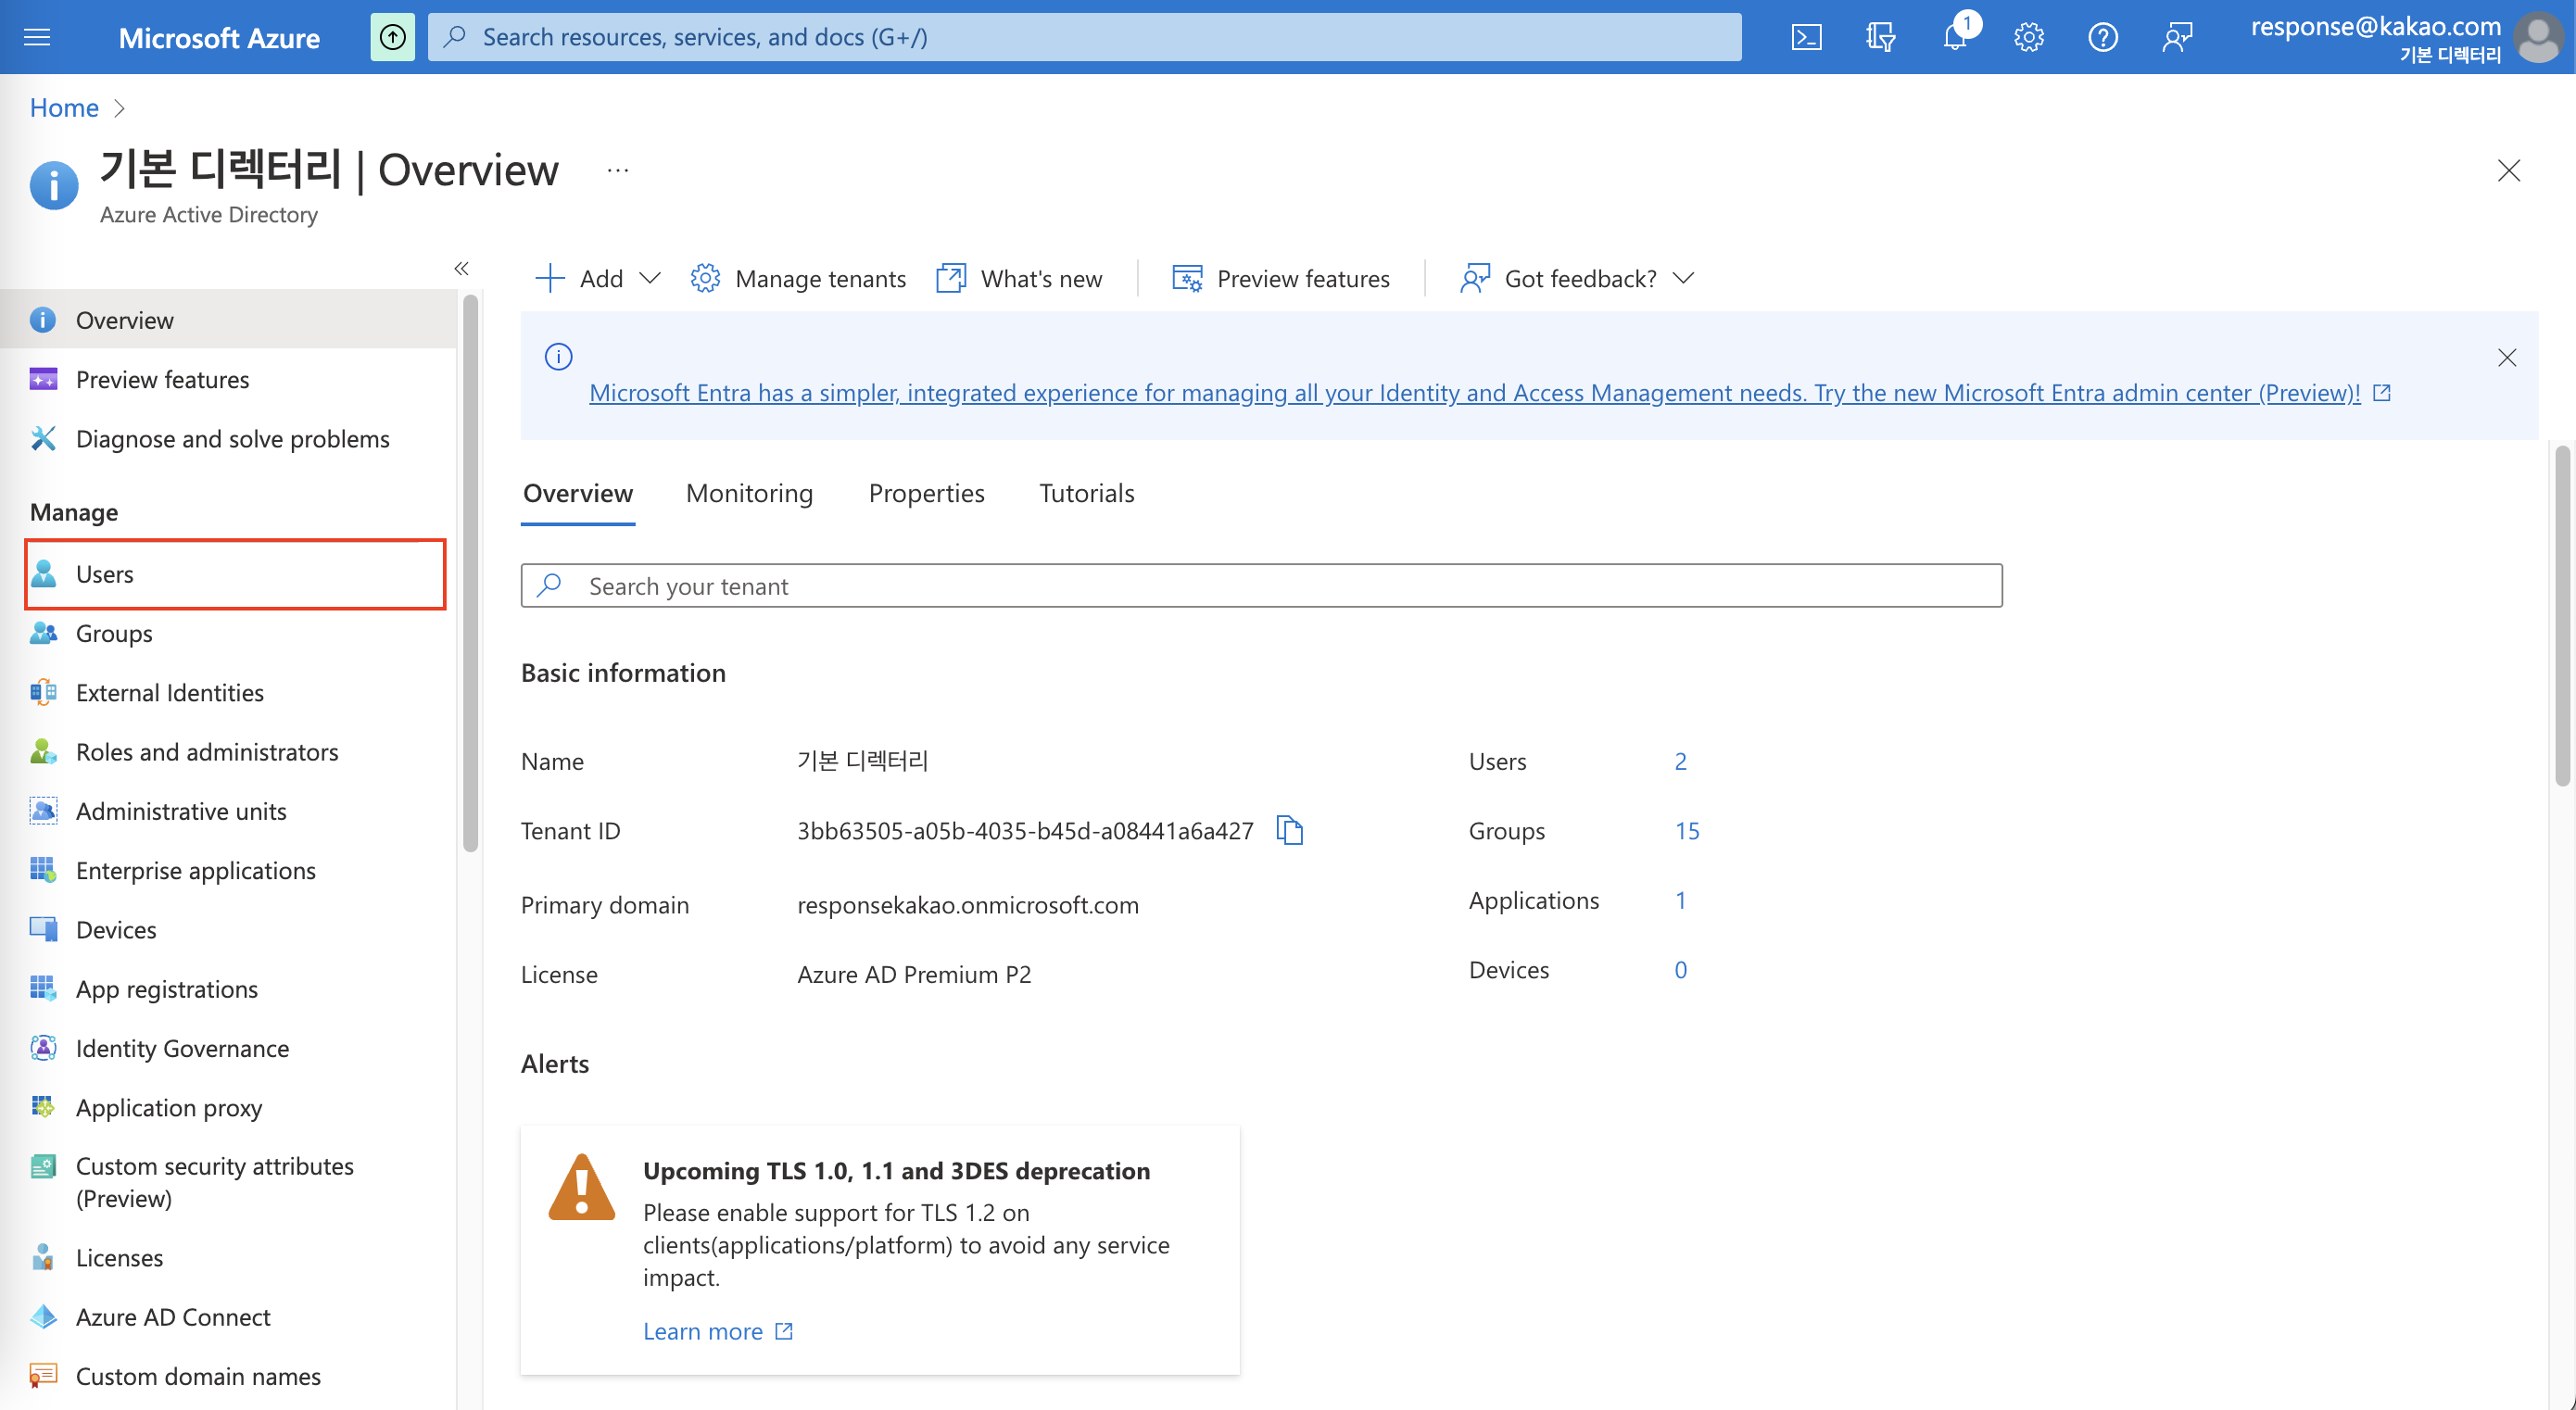 Microsoft Azure
Search resources, services, and docs (G+/)
1
response@kakao.com
기본 디렉터리
Home
기본 디렉터리 | Overview
...
Azure Active Directory
Add
Manage tenants
What's new
Preview features
Got feedback?
Overview
Preview features
Diagnose and solve problems
Manage
Users
Groups
External Identities
Roles and administrators
Administrative units
Enterprise applications
Devices
App registrations
Identity Governance
Application proxy
Custom security attributes
(Preview)
Licenses
Azure AD Connect
Custom domain names
Microsoft Entra has a simpler, integrated experience for managing all your Identity and Access Management needs. Try the new Microsoft Entra admin center (Preview)!
Overview
Monitoring
Properties
Tutorials
Search your tenant
Basic information
Name
기본 디렉터리
Users
2
Tenant ID
3bb63505-a05b-4035-b45d-a08441a6a427
Groups
15
Primary domain
responsekakao.onmicrosoft.com
Applications
1
License
Azure AD Premium P2
Devices
0
Alerts
Upcoming TLS 1.0, 1.1 and 3DES deprecation
Please enable support for TLS 1.2 on
clients(applications/platform) to avoid any service
impact.
Learn more